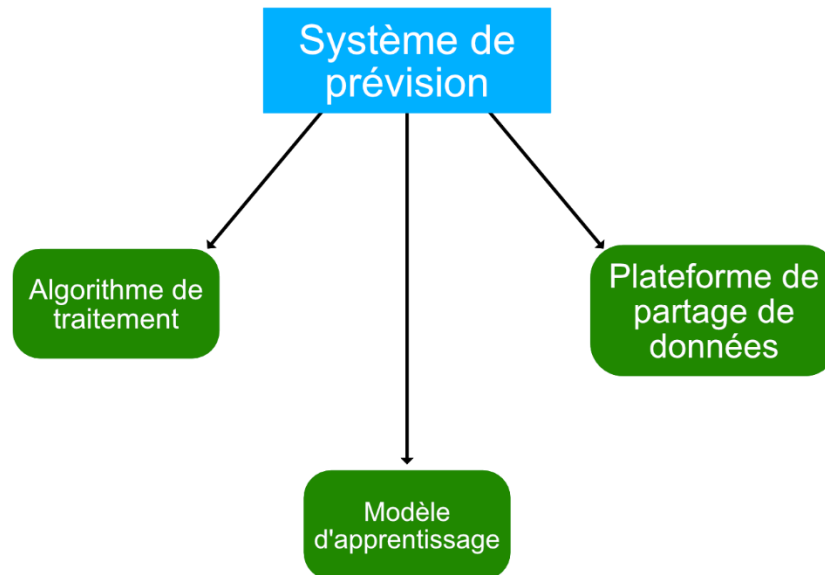 Système de
prévision
Algorithme de
traitement
Plateforme de
partage de
données
Modèle
d'apprentissage